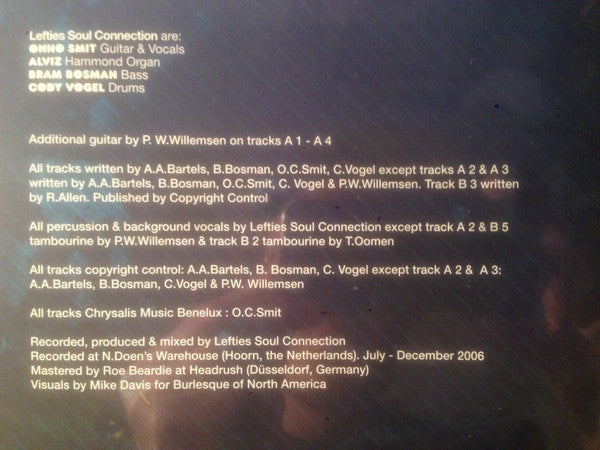 Lefties Soul Connection are:
ONNO SMIT Guitar & Vocals
ALVIZ Hammond Organ
BRAM BOSMAN Bass
CODY VOGEL Drums
Additional guitar by P. W.Willemsen on tracks A 1 - A 4
All tracks written by A.A.Bartels, B.Bosman, O.C.Smit, C.Vogel except tracks A 2 & A 3
written by A.A.Bartels, B.Bosman, O.C.Smit, C. Vogel & P.W.Willemsen. Track B 3 written
by R.Allen. Published by Copyright Control
All percussion & background vocals by Lefties Soul Connection except track A 2 & B 5
tambourine by P.W.Willemsen & track B 2 tambourine by T.Oomen
All tracks copyright control: A.A.Bartels, B. Bosman, C. Vogel except track A 2 &  A 3:
A.A.Bartels, B.Bosman, C.Vogel & P.W. Willemsen
All tracks Chrysalis Music Benelux : O.C.Smit
Recorded, produced & mixed by Lefties Soul Connection
Recorded at N.Doen's Warehouse (Hoorn, the Netherlands). July - December 2006
Mastered by Roe Beardie at Headrush (Düsseldorf, Germany)
Visuals by Mike Davis for Burlesque of North America